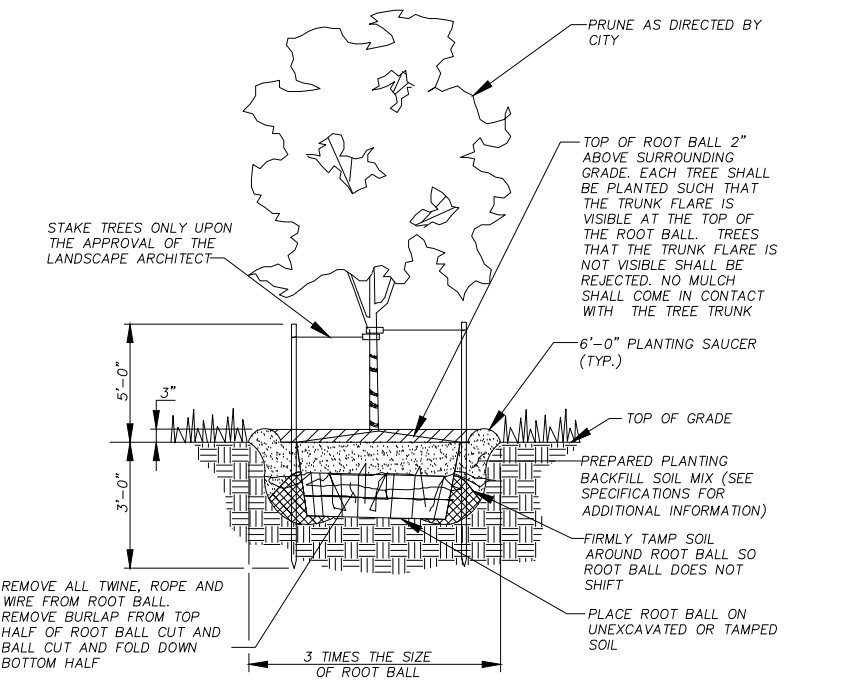 PRUNE AS DIRECTED BY
CITY
TOP OF ROOT BALL 2"
ABOVE SURROUNDING
GRADE. EACH TREE SHALL
BE PLANTED SUCH THAT
THE TRUNK FLARE IS
VISIBLE AT THE TOP OF
THE ROOT BALL. TREES
THAT THE TRUNK FLARE IS
NOT VISIBLE SHALL BE
REJECTED. NO MULCH
SHALL COME IN CONTACT
WITH THE TREE TRUNK
STAKE TREES ONLY UPON
THE APPROVAL OF THE
LANDSCAPE ARCHITECT
6'-0" PLANTING SAUCER
(TYP.)
5'-0"
3"
TOP OF GRADE
3'-0"
PREPARED PLANTING
BACKFILL SOIL MIX (SEE
SPECIFICATIONS FOR
ADDITIONAL INFORMATION)
FIRMLY TAMP SOIL
AROUND ROOT BALL SO
ROOT BALL DOES NOT
SHIFT
REMOVE ALL TWINE, ROPE AND
WIRE FROM ROOT BALL.
REMOVE BURLAP FROM TOP
HALF OF ROOT BALL CUT AND
BALL CUT AND FOLD DOWN
BOTTOM HALF
PLACE ROOT BALL ON
UNEXCAVATED OR TAMPED
SOIL
3 TIMES THE SIZE
OF ROOT BALL